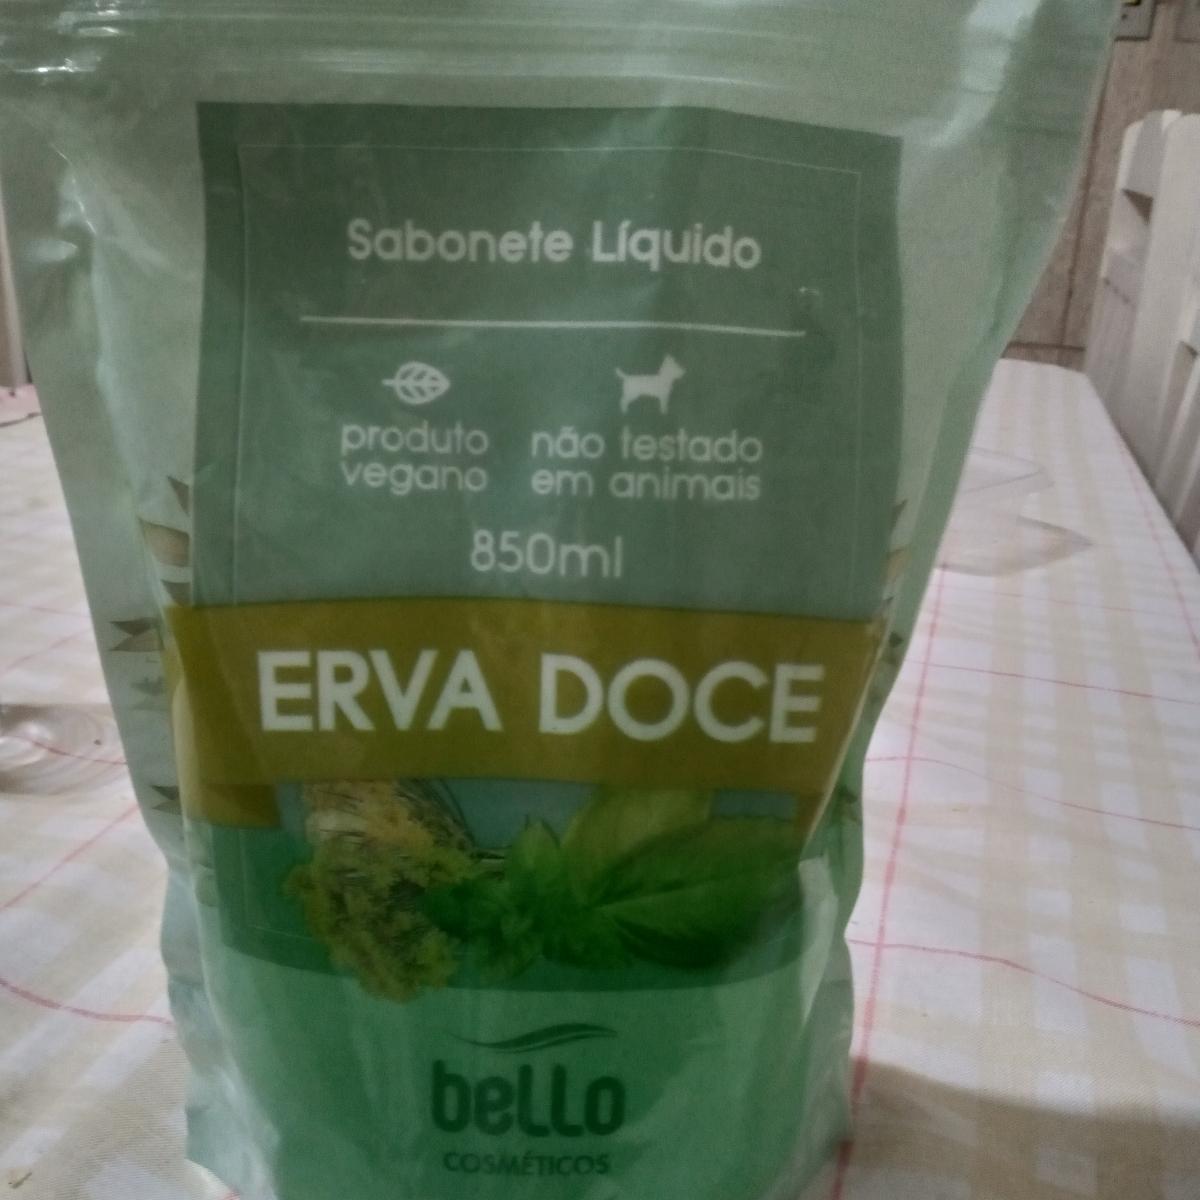 Sabonete Líquido
produto vegano
não testado em animais
850ml
ERVA DOCE
bello
COSMÉTICOS